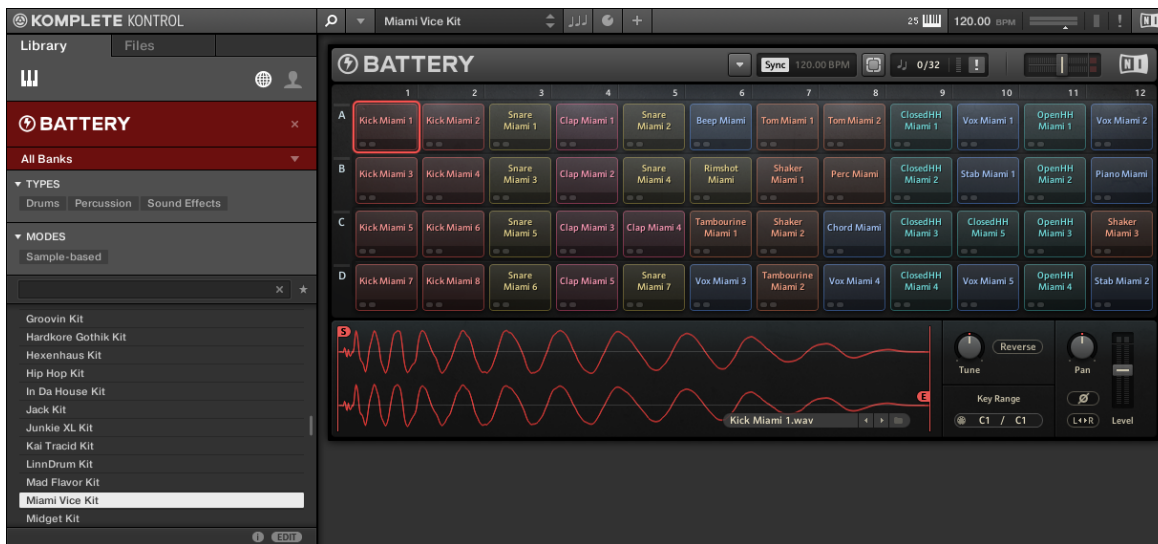 KOMPLETE KONTROL
Miami Vice Kit
25
120.00 BPM
Library Files
BATTERY
All Banks
TYPES
Drums Percussion Sound Effects
MODES
Sample-based
Groovin Kit
Hardkore Gothik Kit
Hexenhaus Kit
Hip Hop Kit
In Da House Kit
Jack Kit
Junkie XL Kit
Kai Tracid Kit
LinnDrum Kit
Mad Flavor Kit
Miami Vice Kit
Midget Kit
EDIT
BATTERY
Sync 120.00 BPM
0/32
!
NI
1 2 3 4 5 6 7 8 9 10 11 12
A
Kick Miami 1
Kick Miami 2
Snare
Miami 1
Clap Miami 1
Snare
Miami 2
Beep Miami
Tom Miami 1
Tom Miami 2
ClosedHH
Miami 1
Vox Miami 1
OpenHH
Miami 1
Vox Miami 2
B
Kick Miami 3
Kick Miami 4
Snare
Miami 3
Clap Miami 2
Snare
Miami 4
Rimshot
Miami
Shaker
Miami 1
Perc Miami
ClosedHH
Miami 2
Stab Miami 1
OpenHH
Miami 2
Piano Miami
C
Kick Miami 5
Kick Miami 6
Snare
Miami 5
Clap Miami 3
Clap Miami 4
Tambourine
Miami 1
Shaker
Miami 2
Chord Miami
ClosedHH
Miami 3
ClosedHH
Miami 5
OpenHH
Miami 3
Shaker
Miami 3
D
Kick Miami 7
Kick Miami 8
Snare
Miami 6
Clap Miami 5
Snare
Miami 7
Vox Miami 3
Tambourine
Miami 2
Vox Miami 4
ClosedHH
Miami 4
Vox Miami 5
OpenHH
Miami 4
Stab Miami 2
S
E
Kick Miami 1.wav
Tune
Reverse
Key Range
C1 / C1
Pan
L R
Level